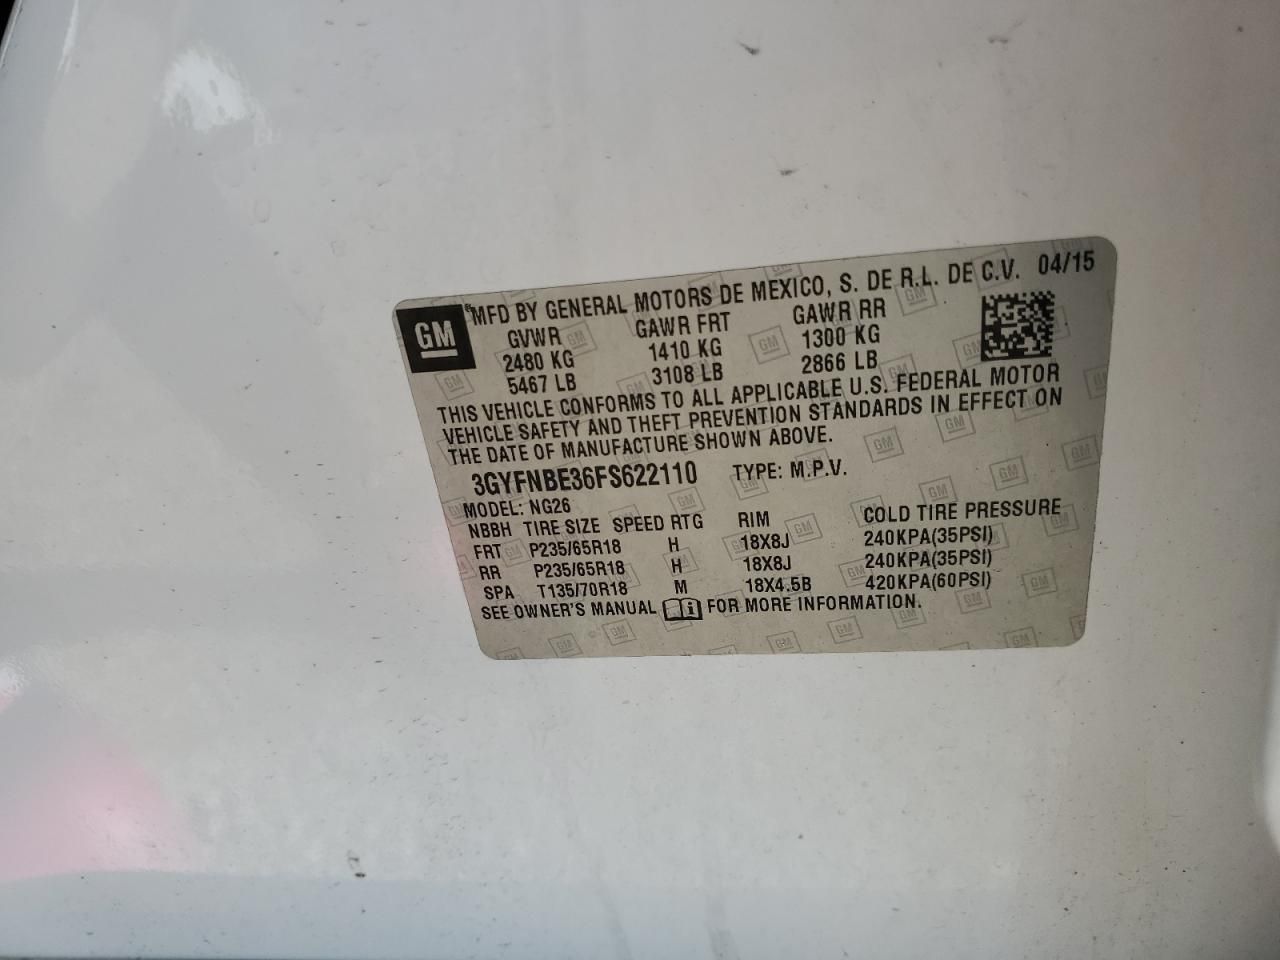 GM
MFD BY GENERAL MOTORS DE MEXICO, S. DE R.L. DE C.V. 04/15
GVWR GAWR FRT GAWR RR
2480 KG 1410 KG 1300 KG
5467 LB 3108 LB 2866 LB
THIS VEHICLE CONFORMS TO ALL APPLICABLE U.S. FEDERAL MOTOR
VEHICLE SAFETY AND THEFT PREVENTION STANDARDS IN EFFECT ON
THE DATE OF MANUFACTURE SHOWN ABOVE.
3GYFNBE36FS622110 TYPE: M.P.V.
MODEL: NG26
NBBH TIRE SIZE SPEED RTG RIM COLD TIRE PRESSURE
FRT P235/65R18 H 18X8J 240KPA(35PSI)
RR P235/65R18 H 18X8J 240KPA(35PSI)
SPA T135/70R18 M 18X4.5B 420KPA(60PSI)
SEE OWNER'S MANUAL i FOR MORE INFORMATION.